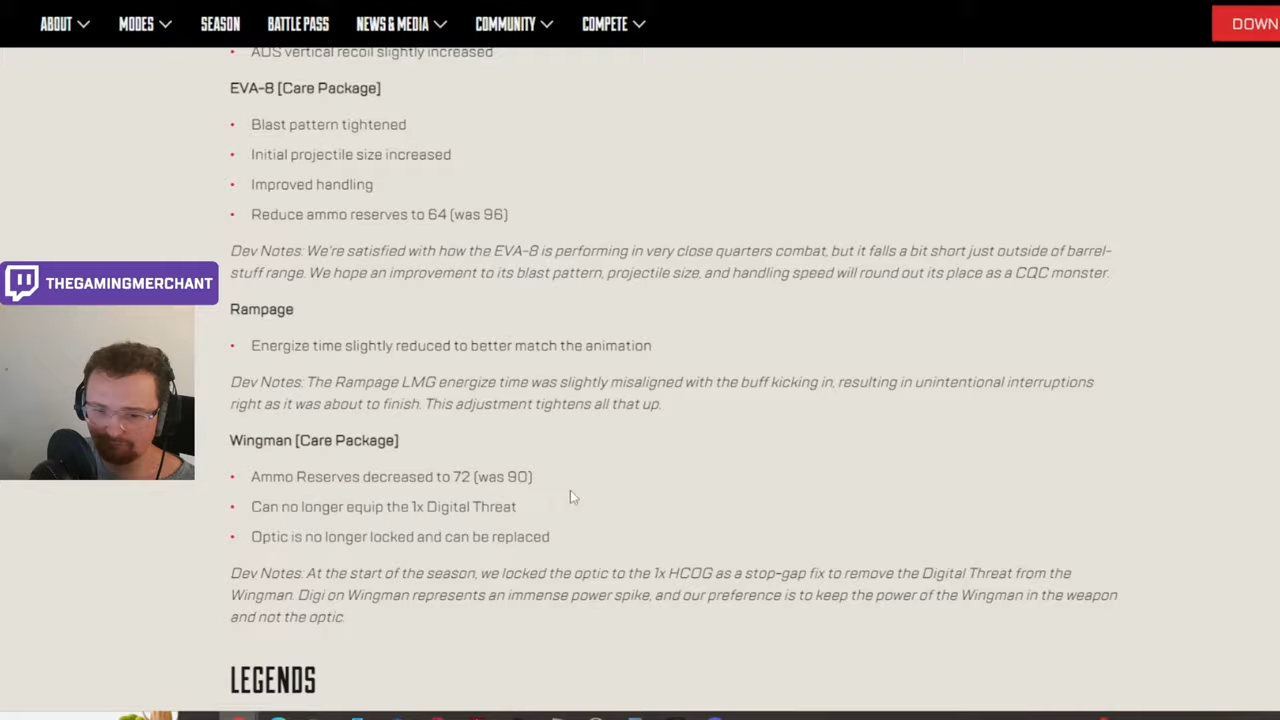 ABOUT MODES SEASON BATTLE PASS NEWS & MEDIA COMMUNITY COMPETE DOWN
• ADS vertical recoil slightly increased
EVA-8 [Care Package]
• Blast pattern tightened
• Initial projectile size increased
• Improved handling
• Reduce ammo reserves to 64 (was 96)
Dev Notes: We're satisfied with how the EVA-8 is performing in very close quarters combat, but it falls a bit short just outside of barrel-
stuff range. We hope an improvement to its blast pattern, projectile size, and handling speed will round out its place as a CQC monster.
THEGAMINGMERCHANT
Rampage
• Energize time slightly reduced to better match the animation
Dev Notes: The Rampage LMG energize time was slightly misaligned with the buff kicking in, resulting in unintentional interruptions
right as it was about to finish. This adjustment tightens all that up.
Wingman [Care Package]
• Ammo Reserves decreased to 72 (was 90)
• Can no longer equip the 1x Digital Threat
• Optic is no longer locked and can be replaced
Dev Notes: At the start of the season, we locked the optic to the 1x HCOG as a stop-gap fix to remove the Digital Threat from the
Wingman. Digi on Wingman represents an immense power spike, and our preference is to keep the power of the Wingman in the weapon
and not the optic.
LEGENDS